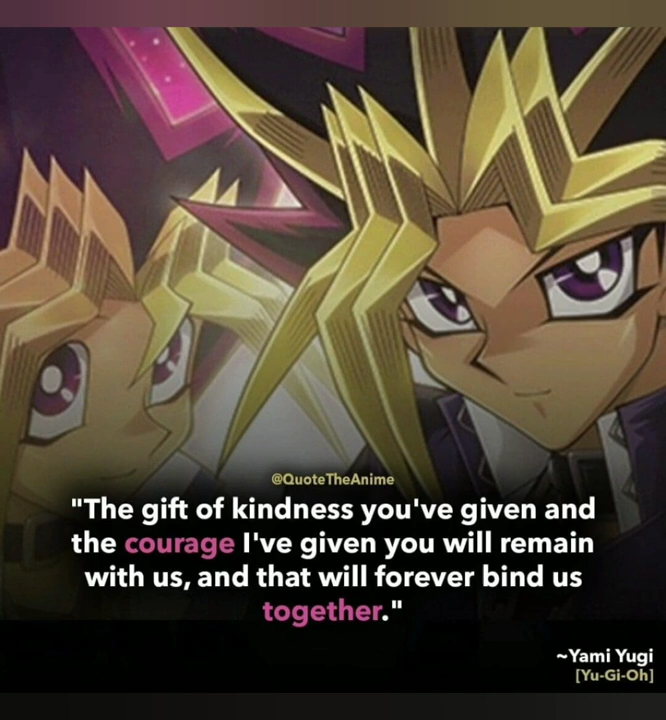 @QuoteTheAnime
"The gift of kindness you've given and
the courage I've given you will remain
with us, and that will forever bind us
together."
~Yami Yugi
[Yu-Gi-Oh]